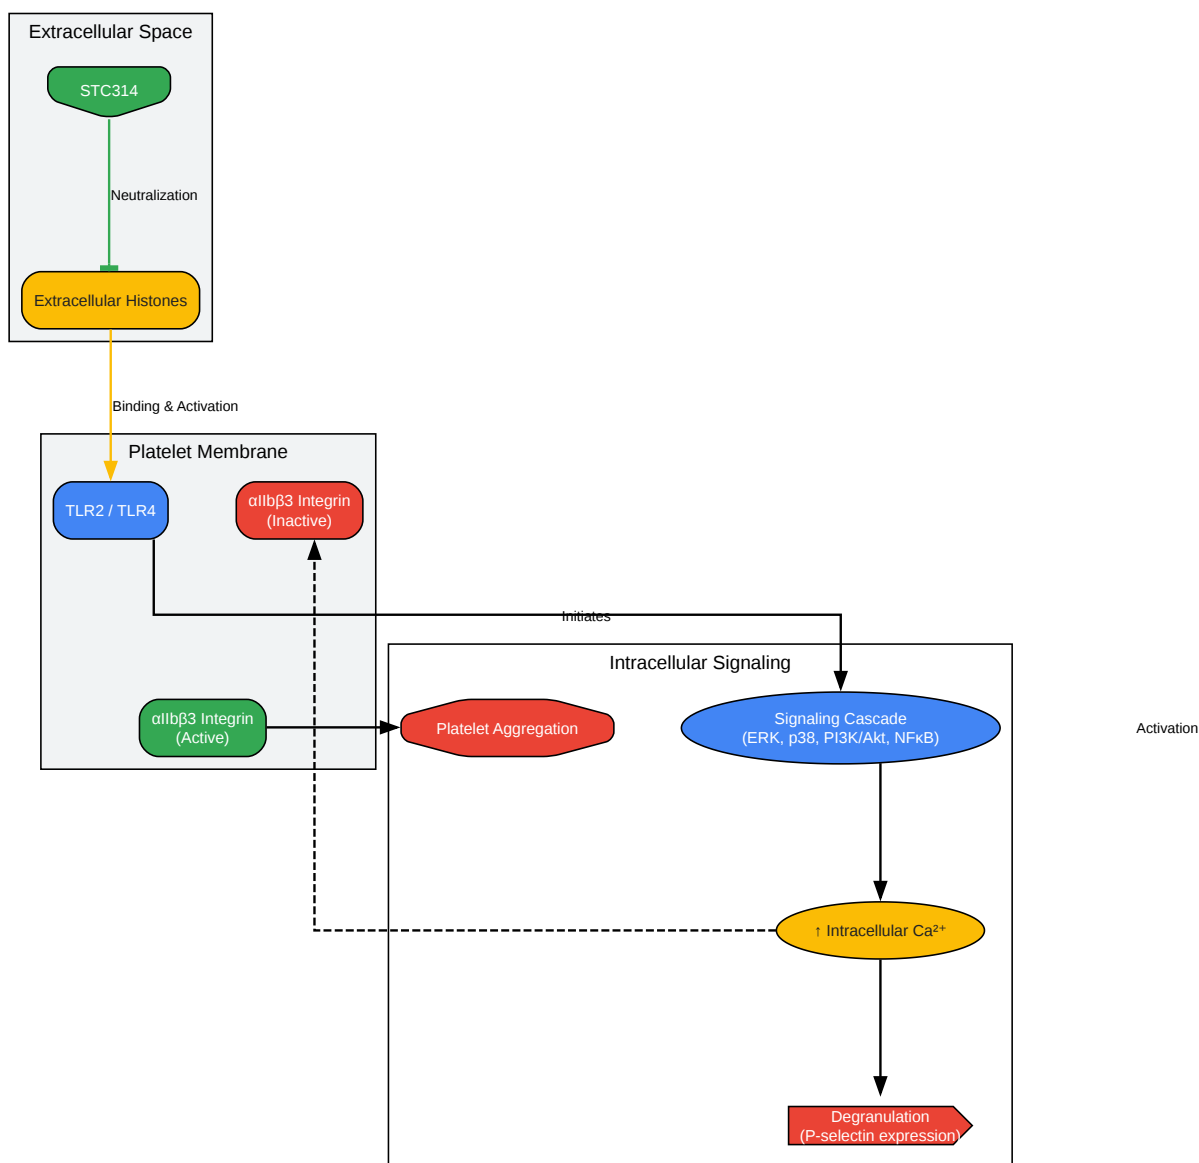 Extracellular Space
STC314
Neutralization
Extracellular Histones
Binding & Activation
Platelet Membrane
TLR2 / TLR4
αIIbβ3 Integrin
(Inactive)
Initiates
Intracellular Signaling
αIIbβ3 Integrin
(Active)
Platelet Aggregation
Signaling Cascade
(ERK, p38, PI3K/Akt, NFκB)
Activation
↑ Intracellular Ca²⁺
Degranulation
(P-selectin expression)